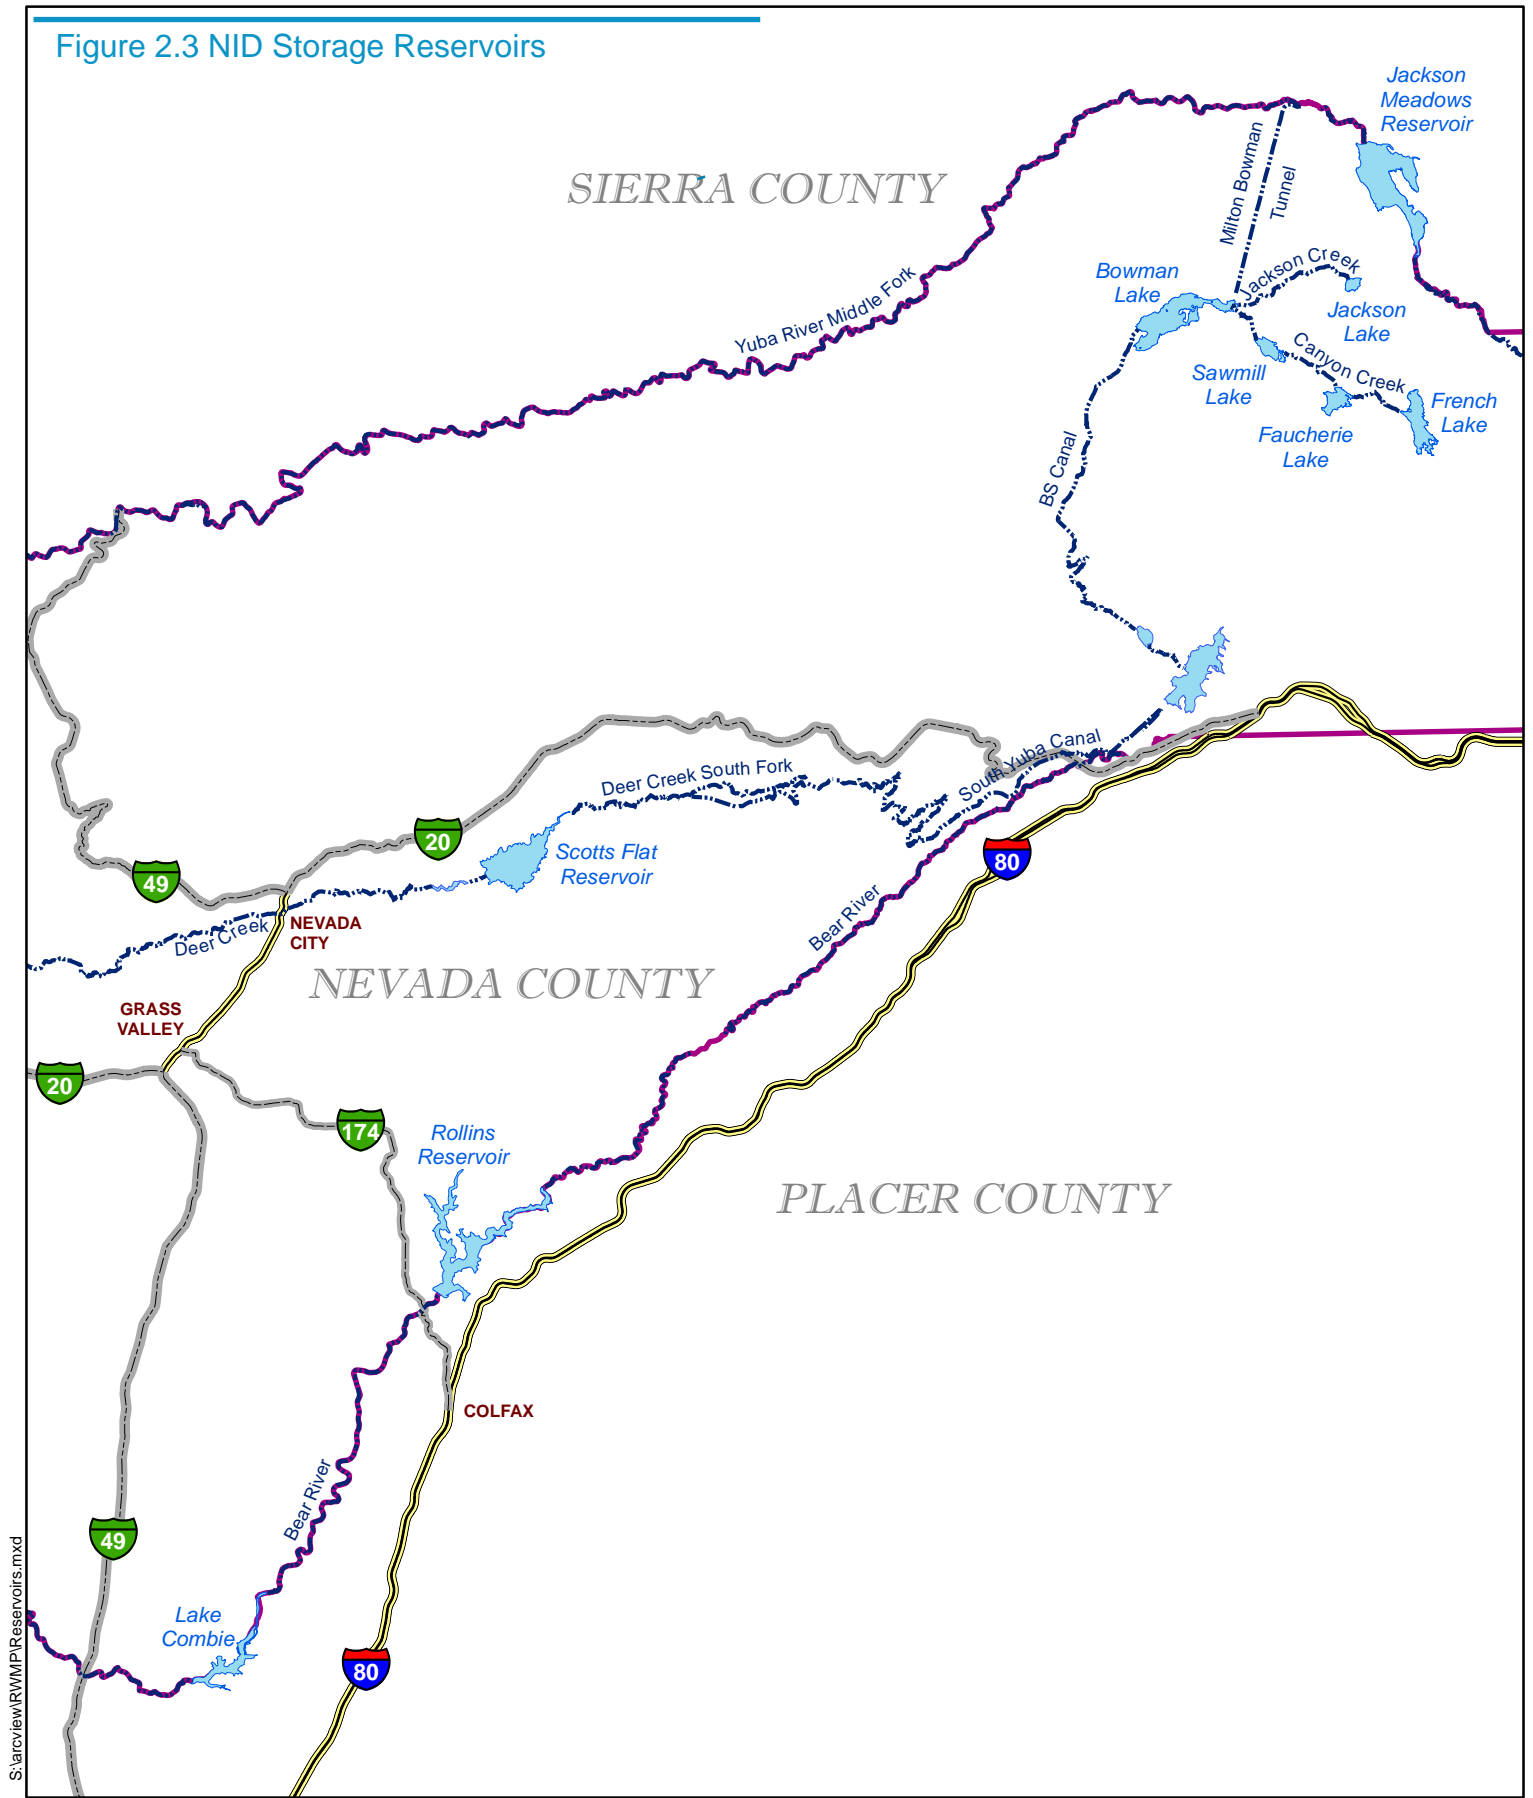 Figure 2.3 NID Storage Reservoirs
Jackson
Meadows
Reservoir
SIERRA COUNTY
Milton Bowman
Tunnel
Yuba River Middle Fork
Bowman
Lake
Jackson Creek
Jackson
Lake
Sawmill
Lake
Canyon Creek
French
Lake
Faucherie
Lake
BS Canal
South Yuba Canal
Deer Creek South Fork
20
Scotts Flat
Reservoir
80
49
Bear River
NEVADA
CITY
Deer Creek
NEVADA COUNTY
GRASS
VALLEY
20
174
Rollins
Reservoir
PLACER COUNTY
COLFAX
Bear River
49
Lake
Combie
80
S:\arcview\RWMP\Reservoirs.mxd